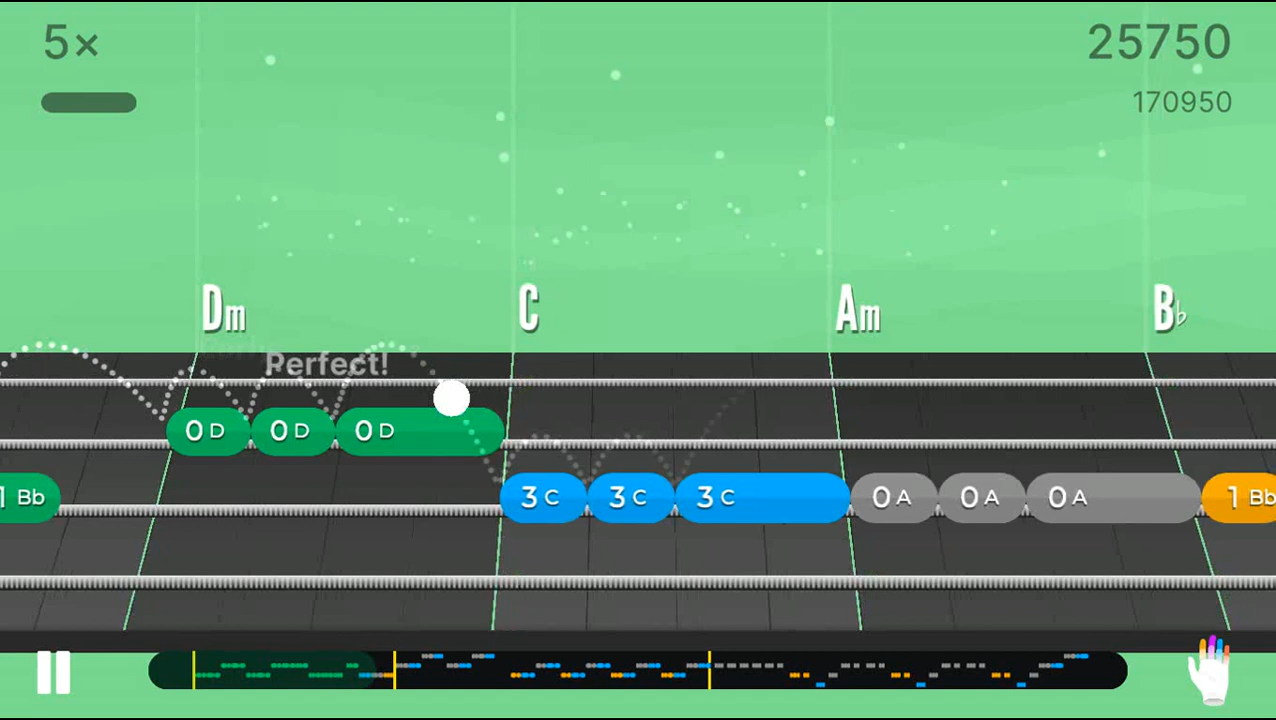 5×
25750
170950
Dm C Am B♭
Perfect!
0 D 0 D 0 D
1 Bb 3 C 3 C 3 C 0 A 0 A 0 A 1 Bb